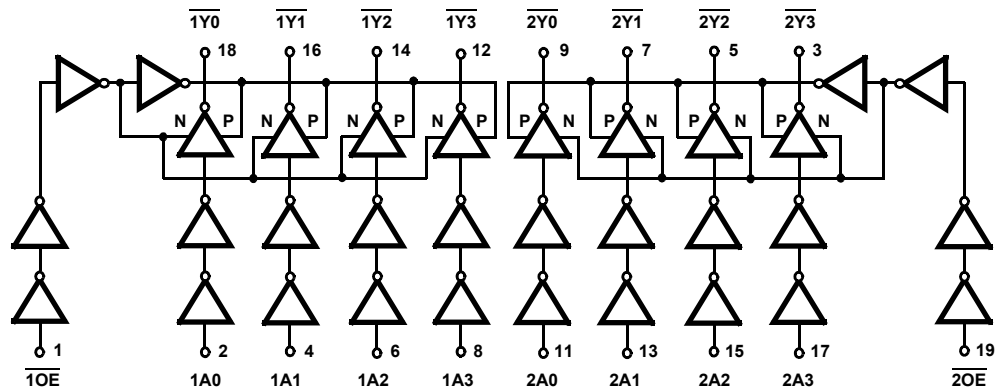 1Y0 1Y1 1Y2 1Y3 2Y0 2Y1 2Y2 2Y3
18 16 14 12 9 7 5 3
N P N P N P N P P N P N P N P N
1 2 4 6 8 11 13 15 17 19
1OE 1A0 1A1 1A2 1A3 2A0 2A1 2A2 2A3 2OE